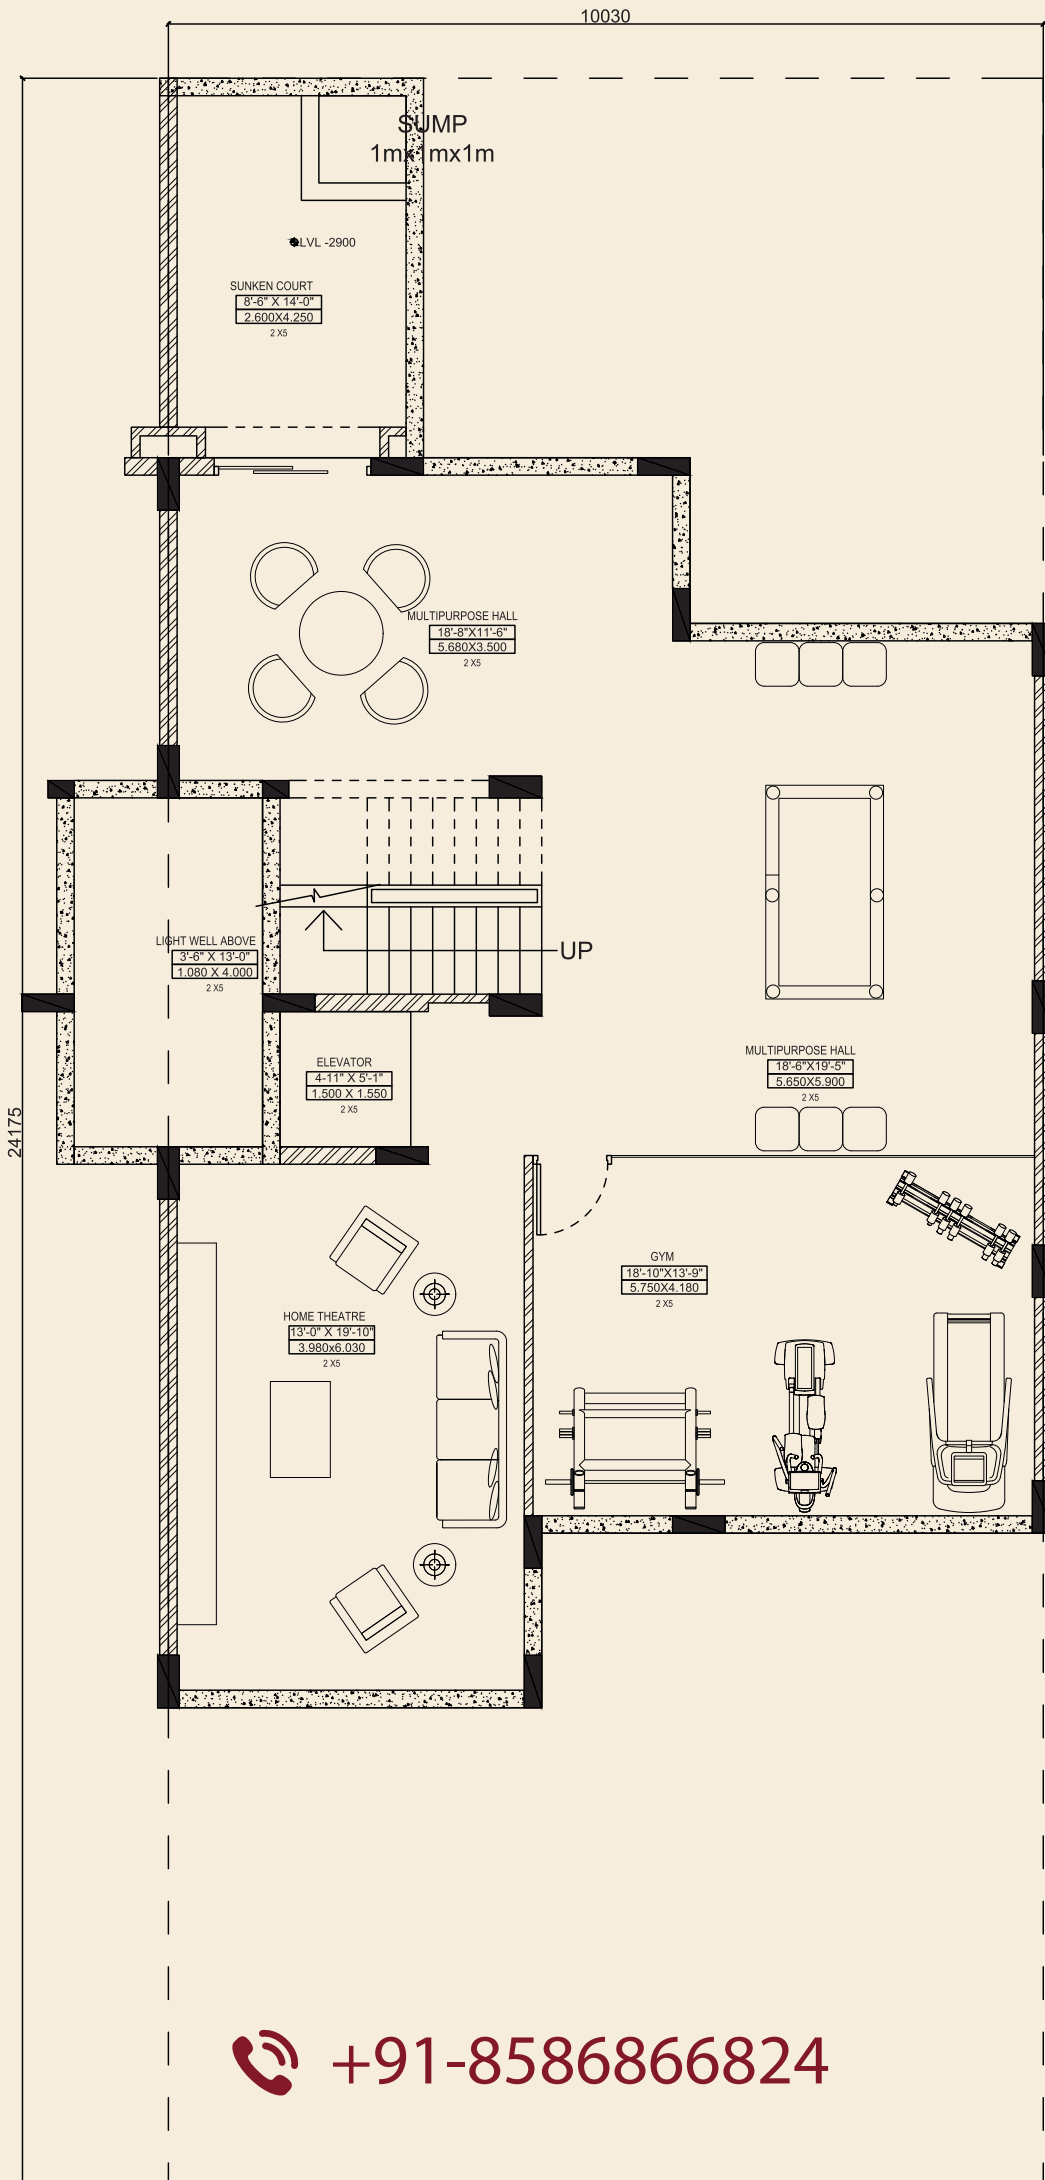 10030
SUMP
1mx1mx1m
LVL -2900
SUNKEN COURT
8'-6" X 14'-0"
2.600X4.250
2 X5
MULTIPURPOSE HALL
18'-8"X11'-6"
5.680X3.500
2 X5
LIGHT WELL ABOVE
3'-6" X 13'-0"
1.080 X 4.000
2 X5
UP
ELEVATOR
4-11" X 5'-1"
1.500 X 1.550
2 X5
MULTIPURPOSE HALL
18'-6"X19'-5"
5.650X5.900
2 X5
24175
GYM
18'-10"X13'-9"
5.750X4.180
2 X5
HOME THEATRE
13'-0" X 19'-10"
3.980x6.030
2 X5
+91-8586866824